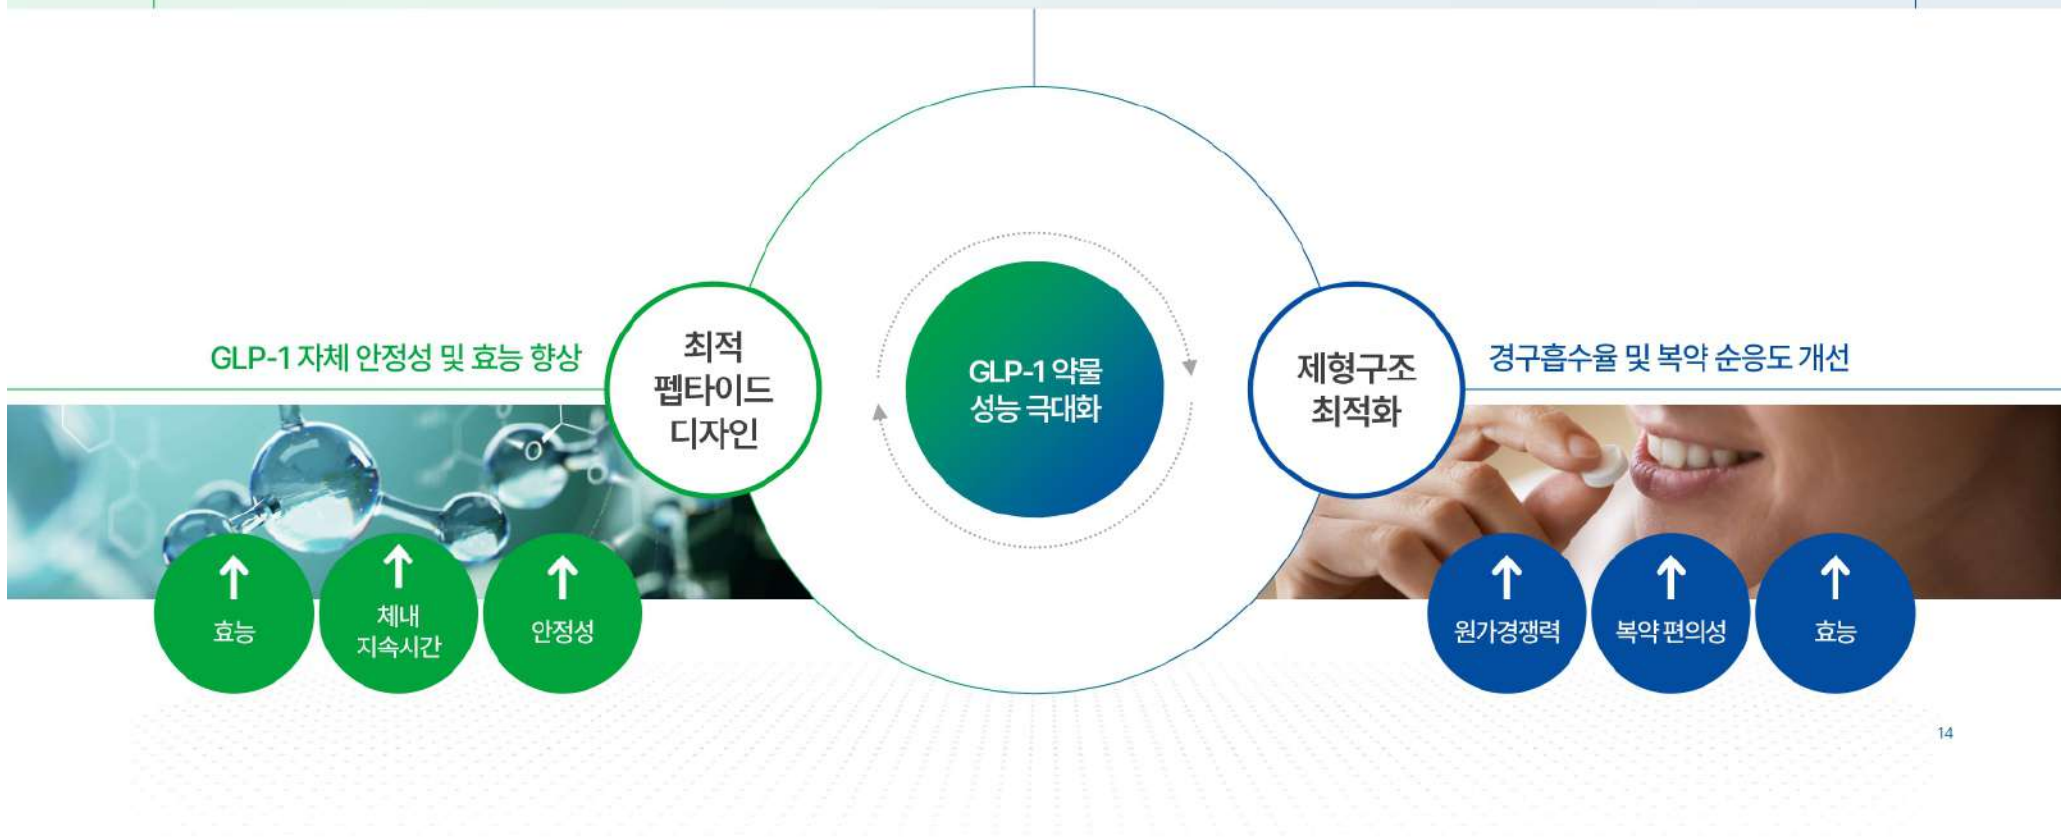 GLP-1 자체 안정성 및 효능 향상
최적
펩타이드
디자인
GLP-1 약물
성능 극대화
제형구조
최적화
경구흡수율 및 복약 순응도 개선
O
O
↑
효능
↑
체내
지속시간
↑
안정성
↑
원가경쟁력
↑
복약 편의성
↑
효능
14